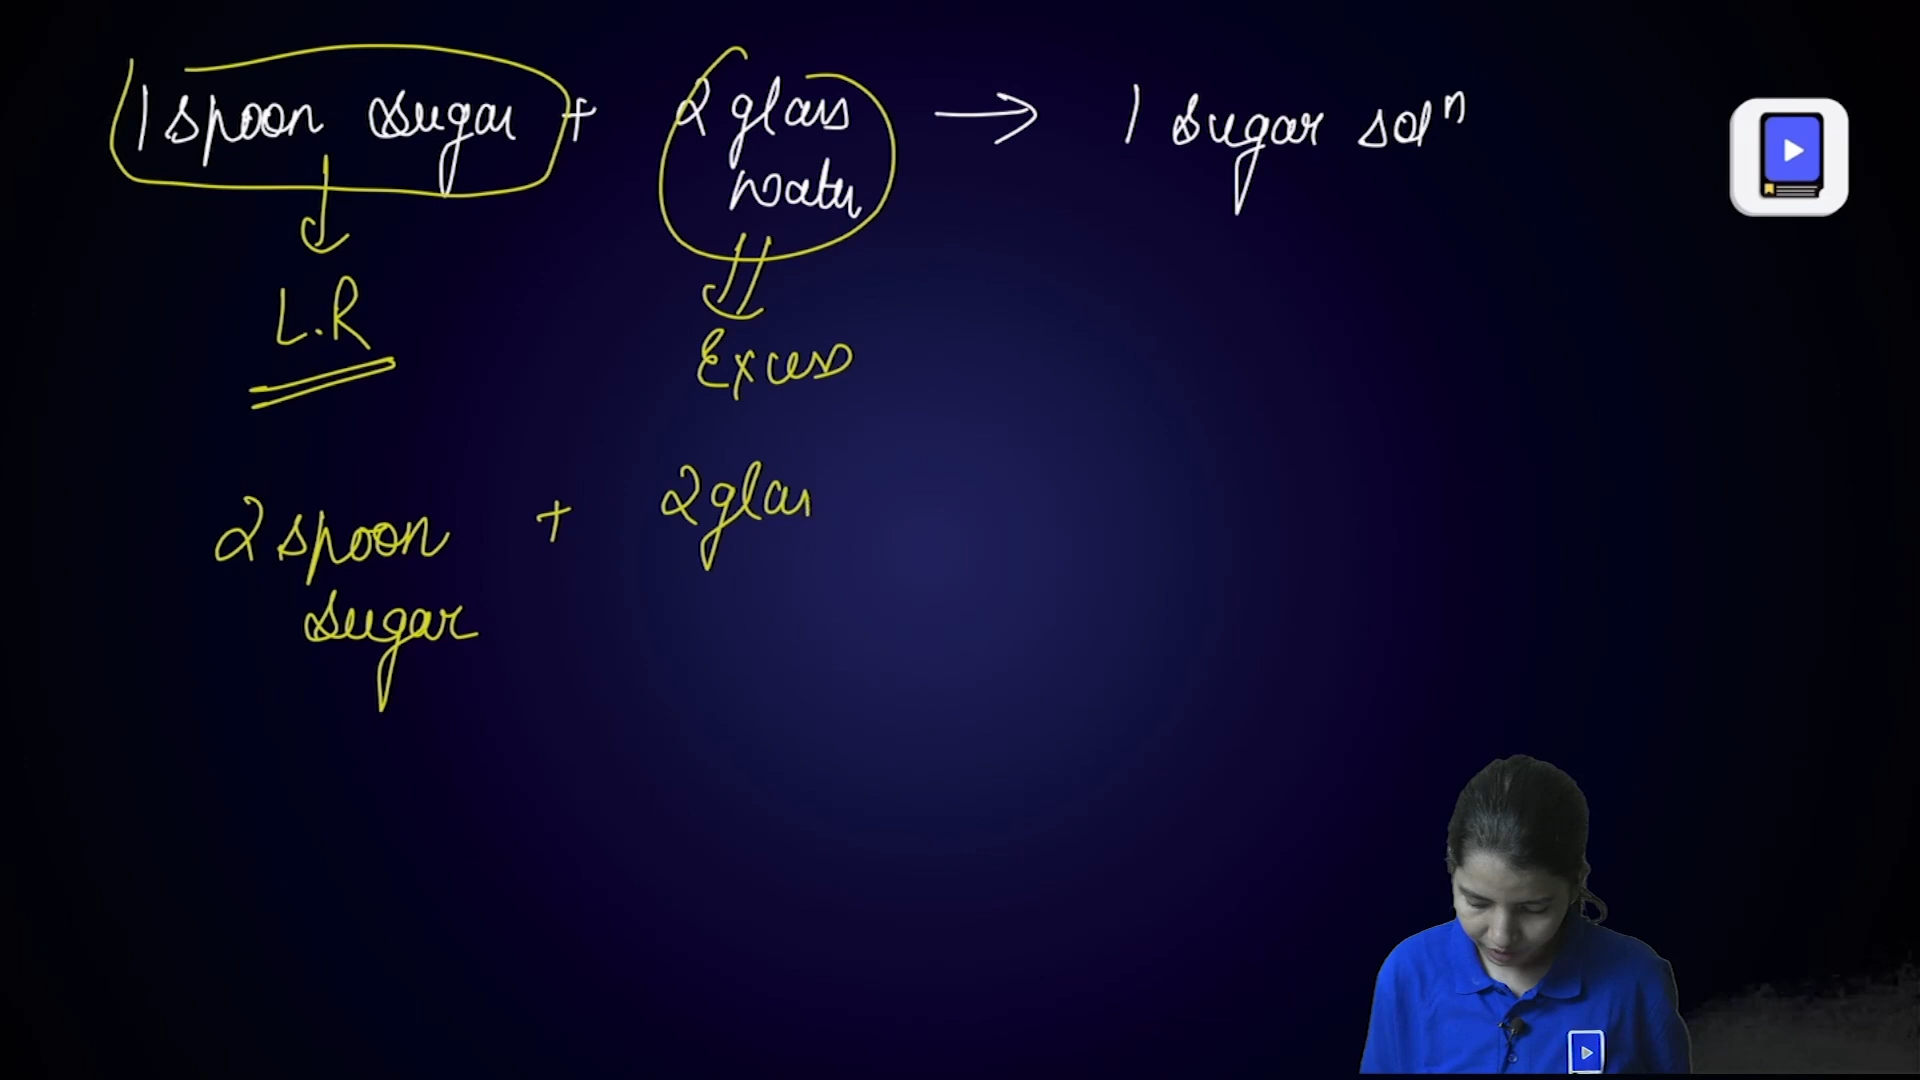 1 spoon sugar + 2 glass water → 1 sugar solⁿ
L.R
Excess
2 spoon sugar + 2 glas